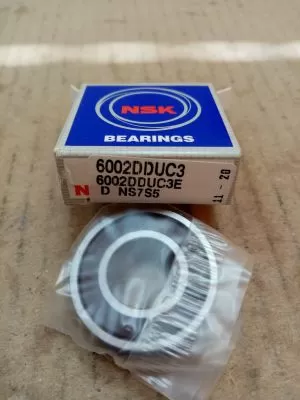 NSK
BEARINGS
6002DDUC3
6002DDUC3E
D NS7S5
N
11 - 20